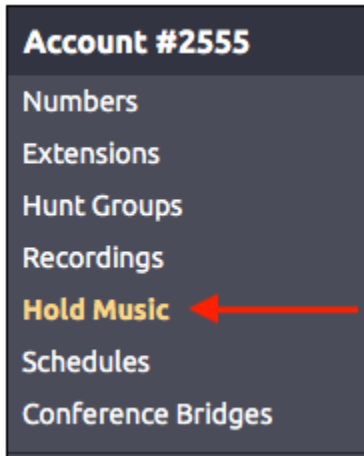 Account #2555
Numbers
Extensions
Hunt Groups
Recordings
Hold Music
Schedules
Conference Bridges